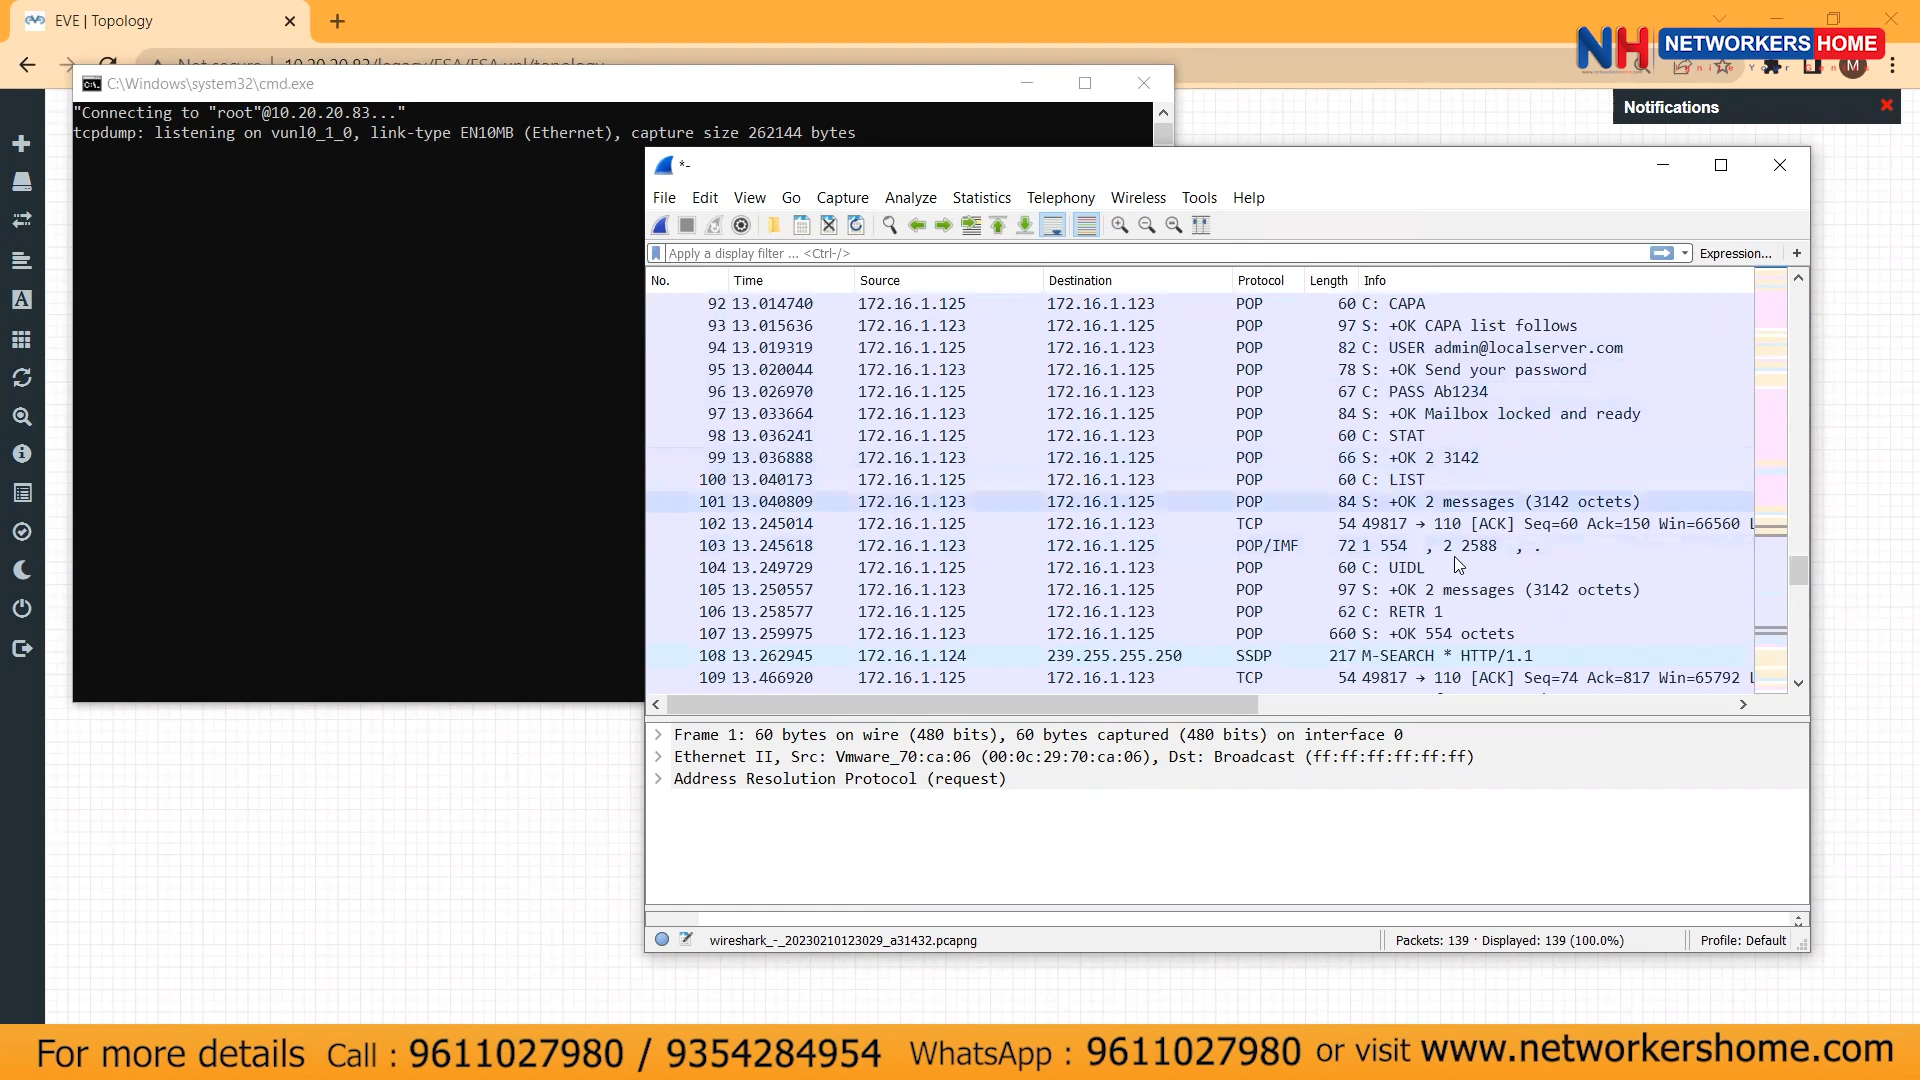 EVE | Topology
NH NETWORKERS HOME
Not secure
C:\Windows\system32\cmd.exe
Notifications
"Connecting to "root"@10.20.20.83..."
tcpdump: listening on vunl0_1_0, link-type EN10MB (Ethernet), capture size 262144 bytes
*-
File Edit View Go Capture Analyze Statistics Telephony Wireless Tools Help
Apply a display filter ... <Ctrl-/> Expression... +
No. Time Source Destination Protocol Length Info
92 13.014740 172.16.1.125 172.16.1.123 POP 60 C: CAPA
93 13.015636 172.16.1.123 172.16.1.125 POP 97 S: +OK CAPA list follows
94 13.019319 172.16.1.125 172.16.1.123 POP 82 C: USER admin@localserver.com
95 13.020044 172.16.1.123 172.16.1.125 POP 78 S: +OK Send your password
96 13.026970 172.16.1.125 172.16.1.123 POP 67 C: PASS Ab1234
97 13.033664 172.16.1.123 172.16.1.125 POP 84 S: +OK Mailbox locked and ready
98 13.036241 172.16.1.125 172.16.1.123 POP 60 C: STAT
99 13.036888 172.16.1.123 172.16.1.125 POP 66 S: +OK 2 3142
100 13.040173 172.16.1.125 172.16.1.123 POP 60 C: LIST
101 13.040809 172.16.1.123 172.16.1.125 POP 84 S: +OK 2 messages (3142 octets)
102 13.245014 172.16.1.125 172.16.1.123 TCP 54 49817 → 110 [ACK] Seq=60 Ack=150 Win=66560 L
103 13.245618 172.16.1.123 172.16.1.125 POP/IMF 72 1 554 , 2 2588 , .
104 13.249729 172.16.1.125 172.16.1.123 POP 60 C: UIDL
105 13.250557 172.16.1.123 172.16.1.125 POP 97 S: +OK 2 messages (3142 octets)
106 13.258577 172.16.1.125 172.16.1.123 POP 62 C: RETR 1
107 13.259975 172.16.1.123 172.16.1.125 POP 660 S: +OK 554 octets
108 13.262945 172.16.1.124 239.255.255.250 SSDP 217 M-SEARCH * HTTP/1.1
109 13.466920 172.16.1.125 172.16.1.123 TCP 54 49817 → 110 [ACK] Seq=74 Ack=817 Win=65792 L
Frame 1: 60 bytes on wire (480 bits), 60 bytes captured (480 bits) on interface 0
Ethernet II, Src: Vmware_70:ca:06 (00:0c:29:70:ca:06), Dst: Broadcast (ff:ff:ff:ff:ff:ff)
Address Resolution Protocol (request)
wireshark_-_20230210123029_a31432.pcapng Packets: 139 · Displayed: 139 (100.0%) Profile: Default
For more details Call : 9611027980 / 9354284954 WhatsApp : 9611027980 or visit www.networkershome.com